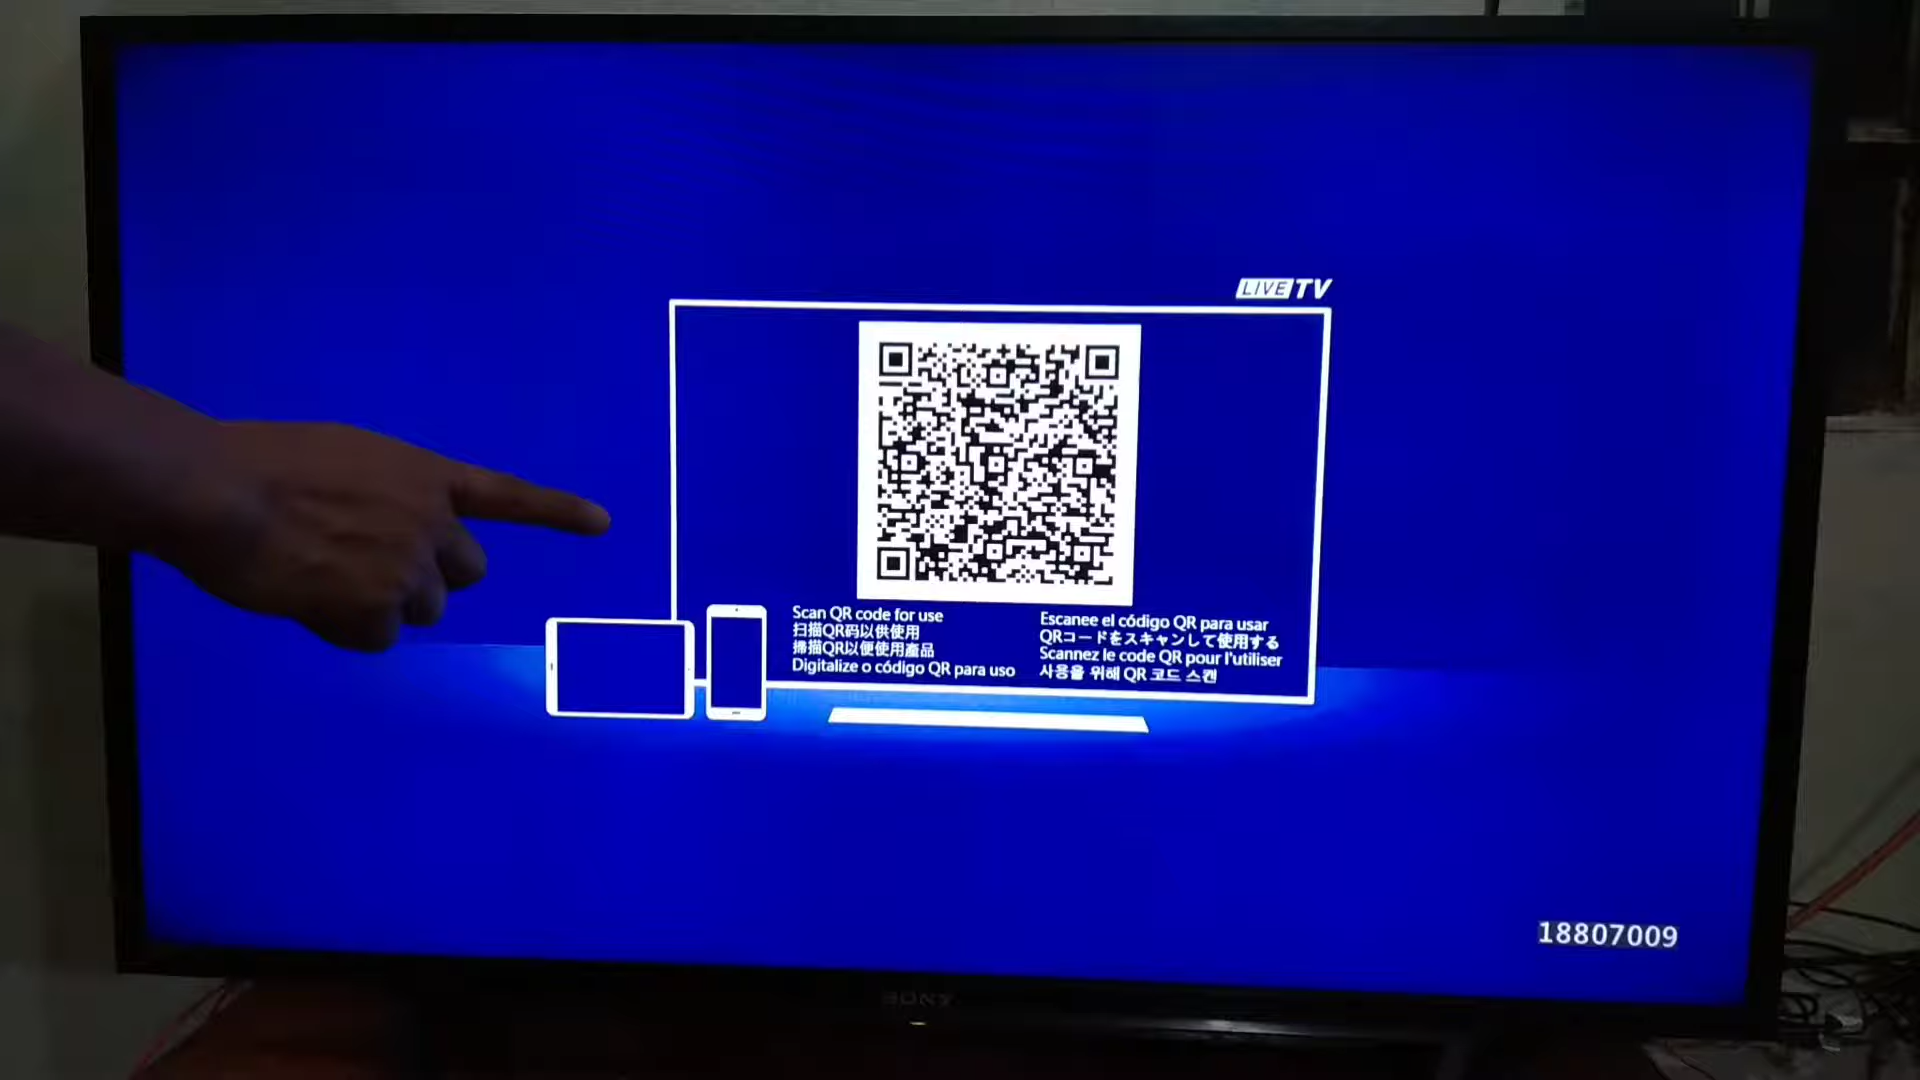 LIVE TV
Scan QR code for use
扫描QR码以供使用
掃描QR以便使用產品
Digitalize o código QR para uso
Escanee el código QR para usar
QRコードをスキャンして使用する
Scannez le code QR pour l'utiliser
사용을 위해 QR 코드 스캔
18807009
SONY